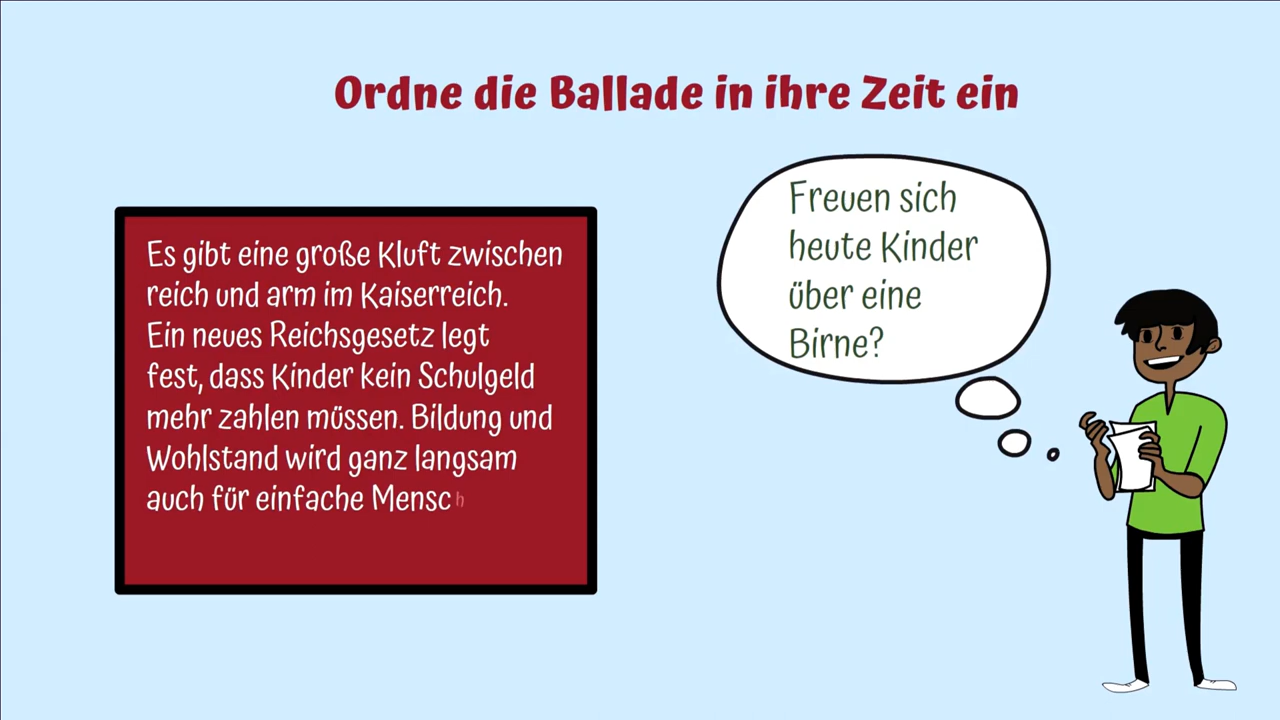 Ordne die Ballade in ihre Zeit ein
Es gibt eine große Kluft zwischen
reich und arm im Kaiserreich.
Ein neues Reichsgesetz legt
fest, dass Kinder kein Schulgeld
mehr zahlen müssen. Bildung und
Wohlstand wird ganz langsam
auch für einfache Mensch
Freuen sich
heute Kinder
über eine
Birne?